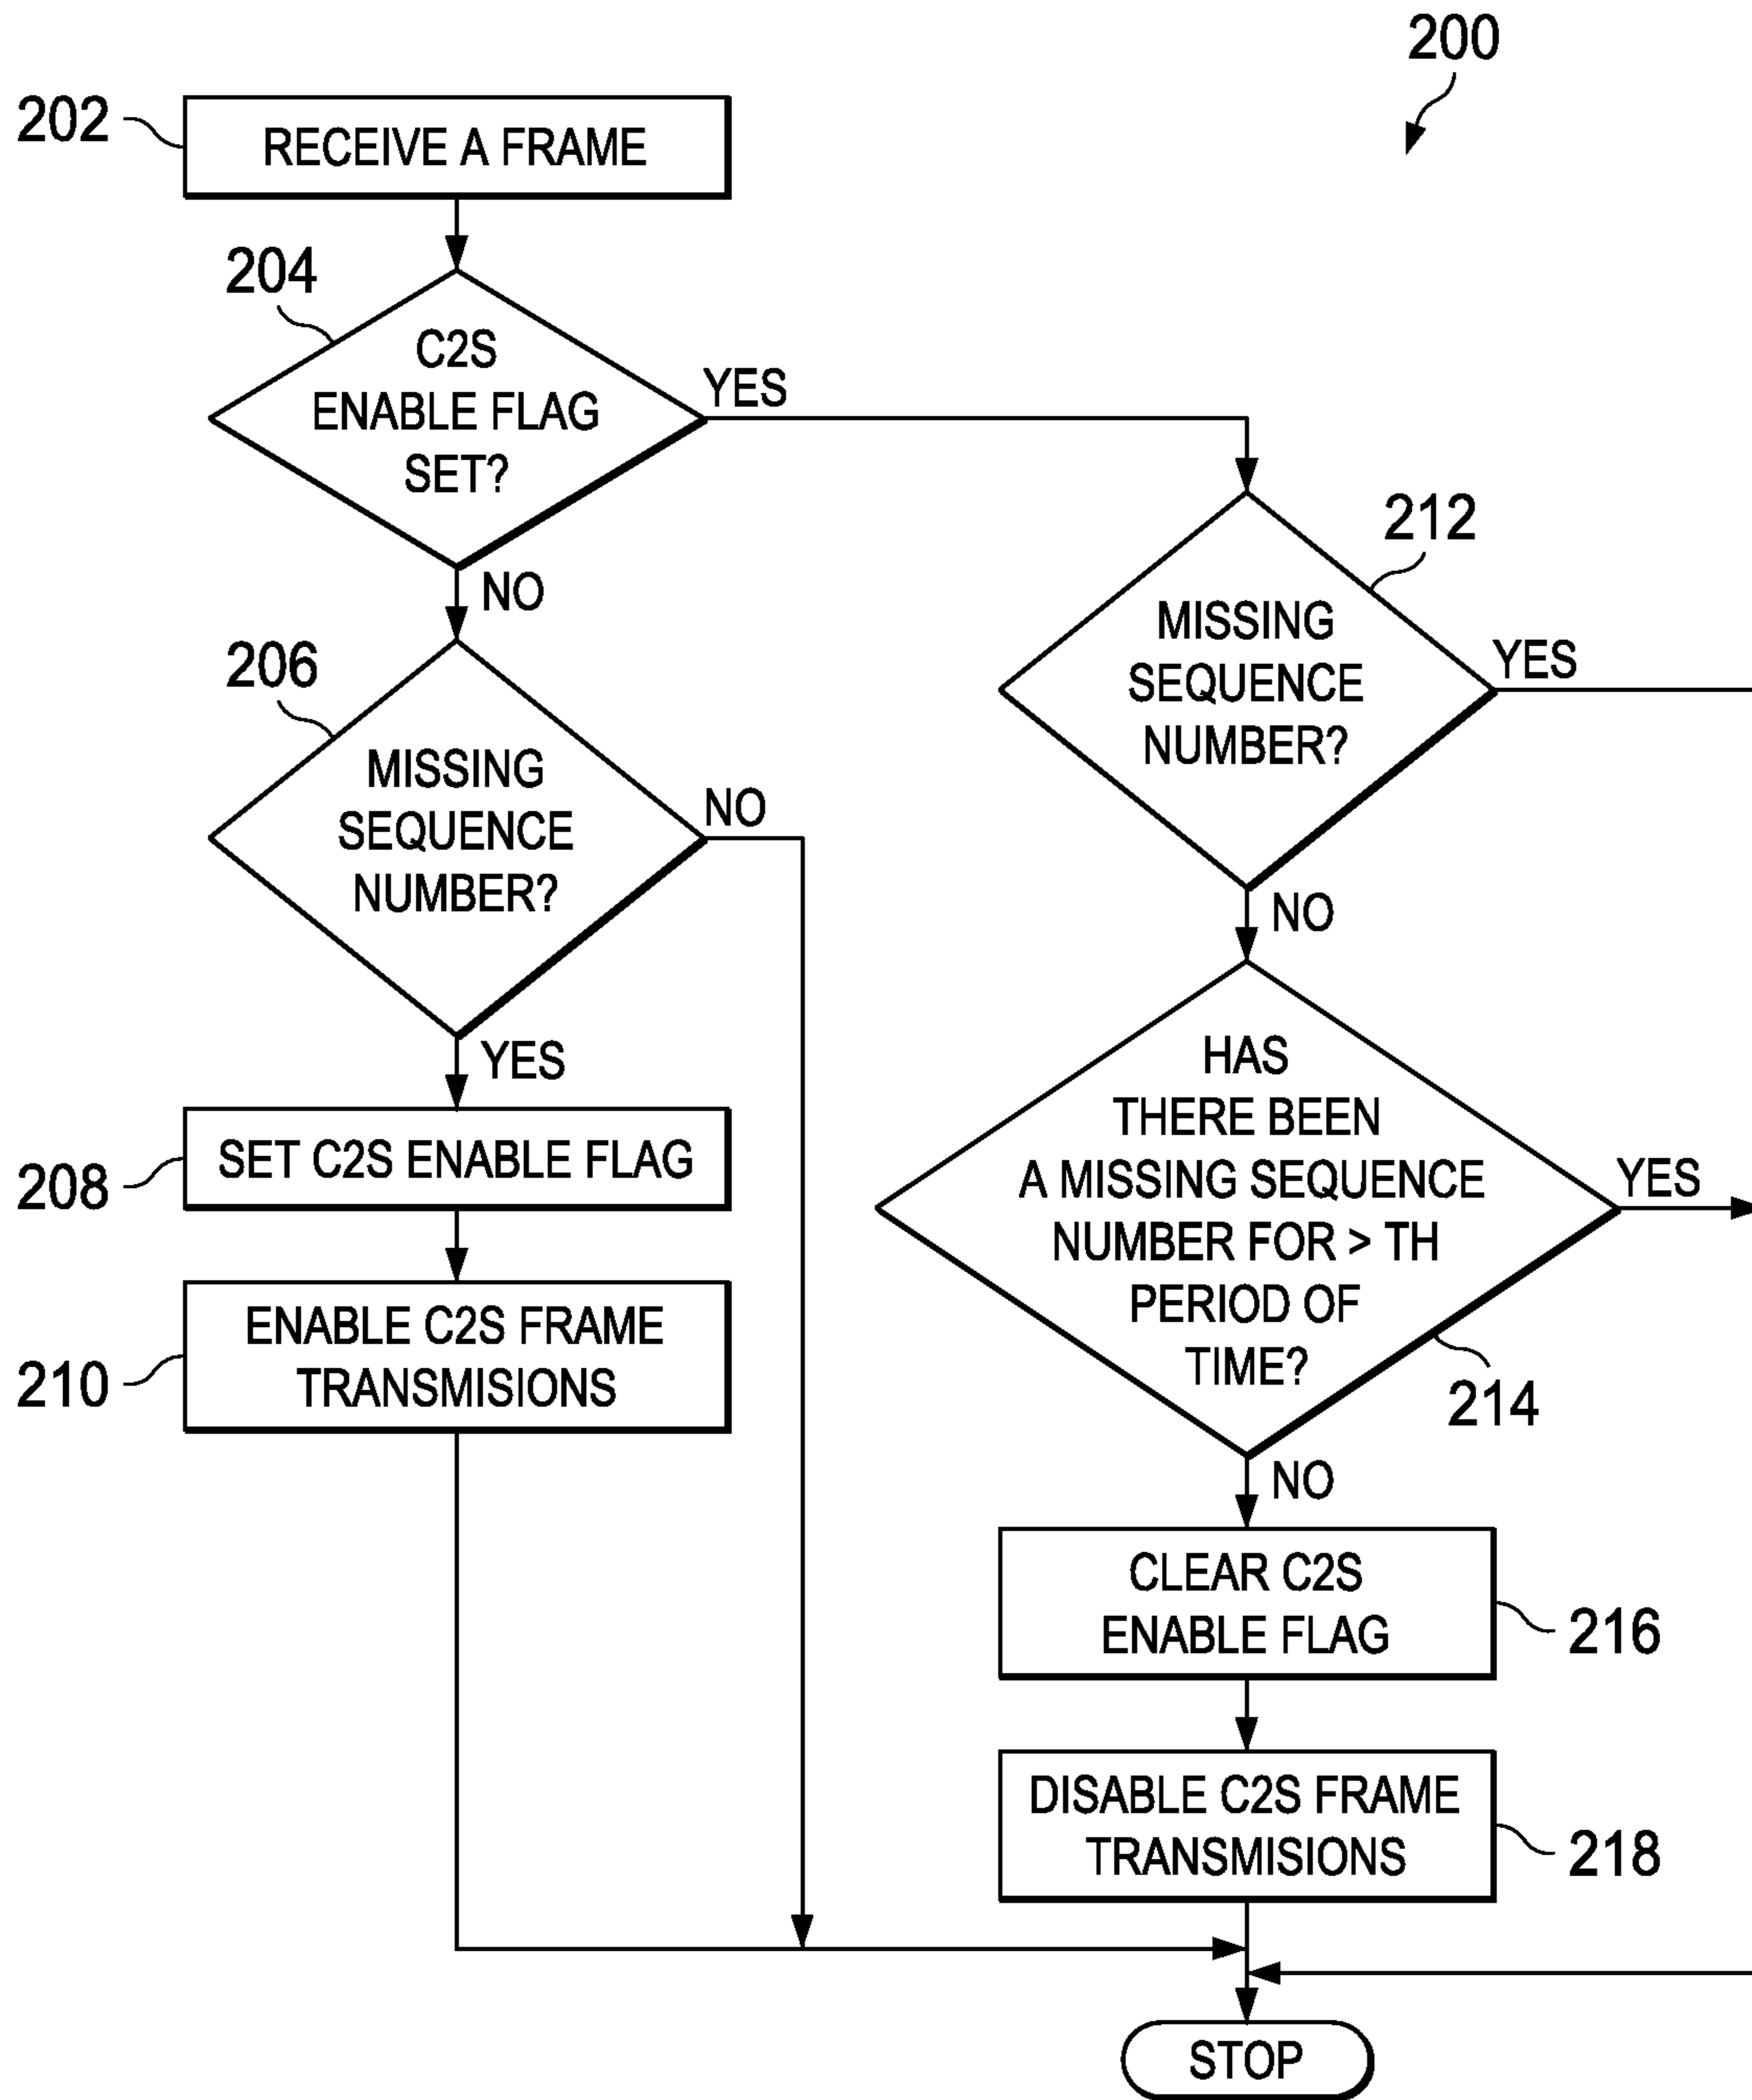 200
202
RECEIVE A FRAME
204
C2S
ENABLE FLAG
SET?
YES
NO
206
MISSING
SEQUENCE
NUMBER?
NO
YES
208
SET C2S ENABLE FLAG
210
ENABLE C2S FRAME
TRANSMISIONS
212
MISSING
SEQUENCE
NUMBER?
YES
NO
HAS
THERE BEEN
A MISSING SEQUENCE
NUMBER FOR > TH
PERIOD OF
TIME?
YES
214
NO
CLEAR C2S
ENABLE FLAG
216
DISABLE C2S FRAME
TRANSMISIONS
218
STOP